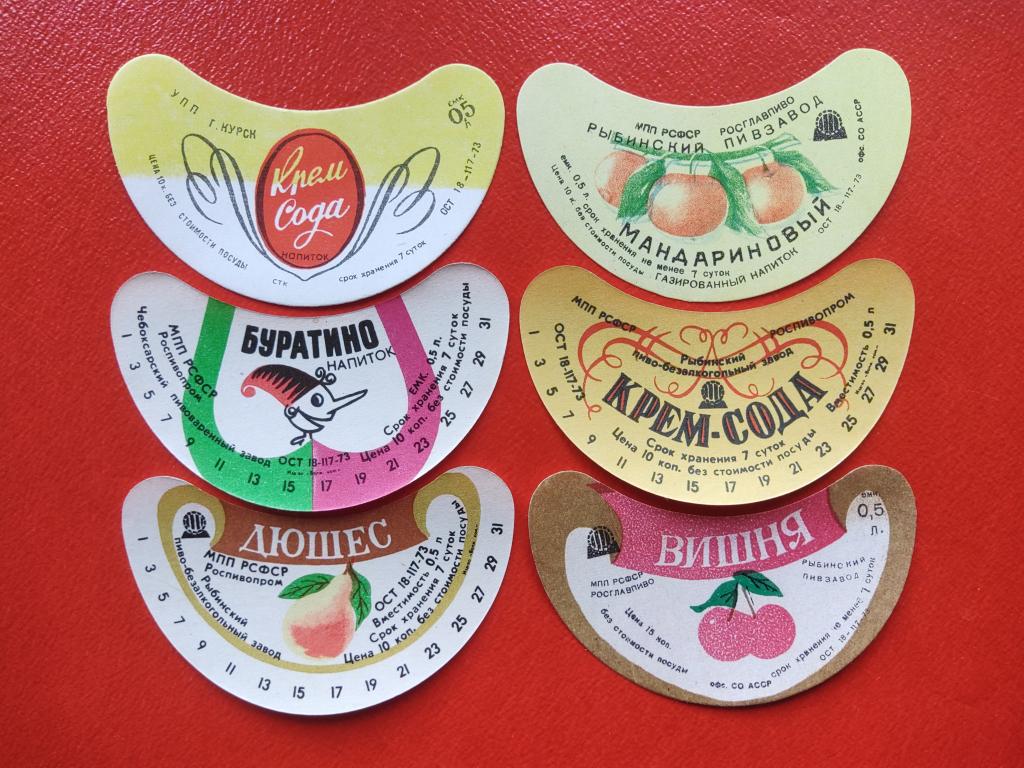 УПП Г. КУРСК
ЕМК. 0,5 Л
Крем
Сода
НАПИТОК
ЦЕНА 10 К. БЕЗ СТОИМОСТИ ПОСУДЫ
СТК
СРОК ХРАНЕНИЯ 7 СУТОК
ОСТ 18-117-73
МПП РСФСР РОСГЛАВПИВО
РЫБИНСКИЙ ПИВЗАВОД
офс. СО АССР
емк. 0.5 л. срок хранения не менее 7 суток
Цена 10 к. без стоимости посуды
МАНДАРИНОВЫЙ
ГАЗИРОВАННЫЙ НАПИТОК
ОСТ 18-117-73
БУРАТИНО
НАПИТОК
МПП РСФСР
Роспивопром
Чебоксарский пивоваренный завод
ОСТ 18-117-73
ЕМК. 0,5 л.
Срок хранения 7 суток
Цена 10 коп. без стоимости посуды
1 3 5 7 9 11 13 15 17 19 21 23 25 27 29 31
МПП РСФСР РОСПИВОПРОМ
Рыбинский
пиво-безалкогольный завод
КРЕМ-СОДА
ОСТ 18-117-73
Вместимость 0,5 л
Срок хранения 7 суток
Цена 10 коп. без стоимости посуды
1 3 5 7 9 11 13 15 17 19 21 23 25 27 29 31
ДЮШЕС
МПП РСФСР
Роспивопром
Рыбинский
пиво-безалкогольный завод
ОСТ 18-117-73
Вместимость 0,5 л
Срок хранения 7 суток
Цена 10 коп. без стоимости посуды
1 3 5 7 9 11 13 15 17 19 21 23 25 27 29 31
ВИШНЯ
емк.
0,5
л.
МПП РСФСР
РОСГЛАВПИВО
РЫБИНСКИЙ
ПИВЗАВОД
Цена 15 коп.
без стоимости посуды
офс. СО АССР
срок хранения не менее 7 суток
ОСТ 18-117-73